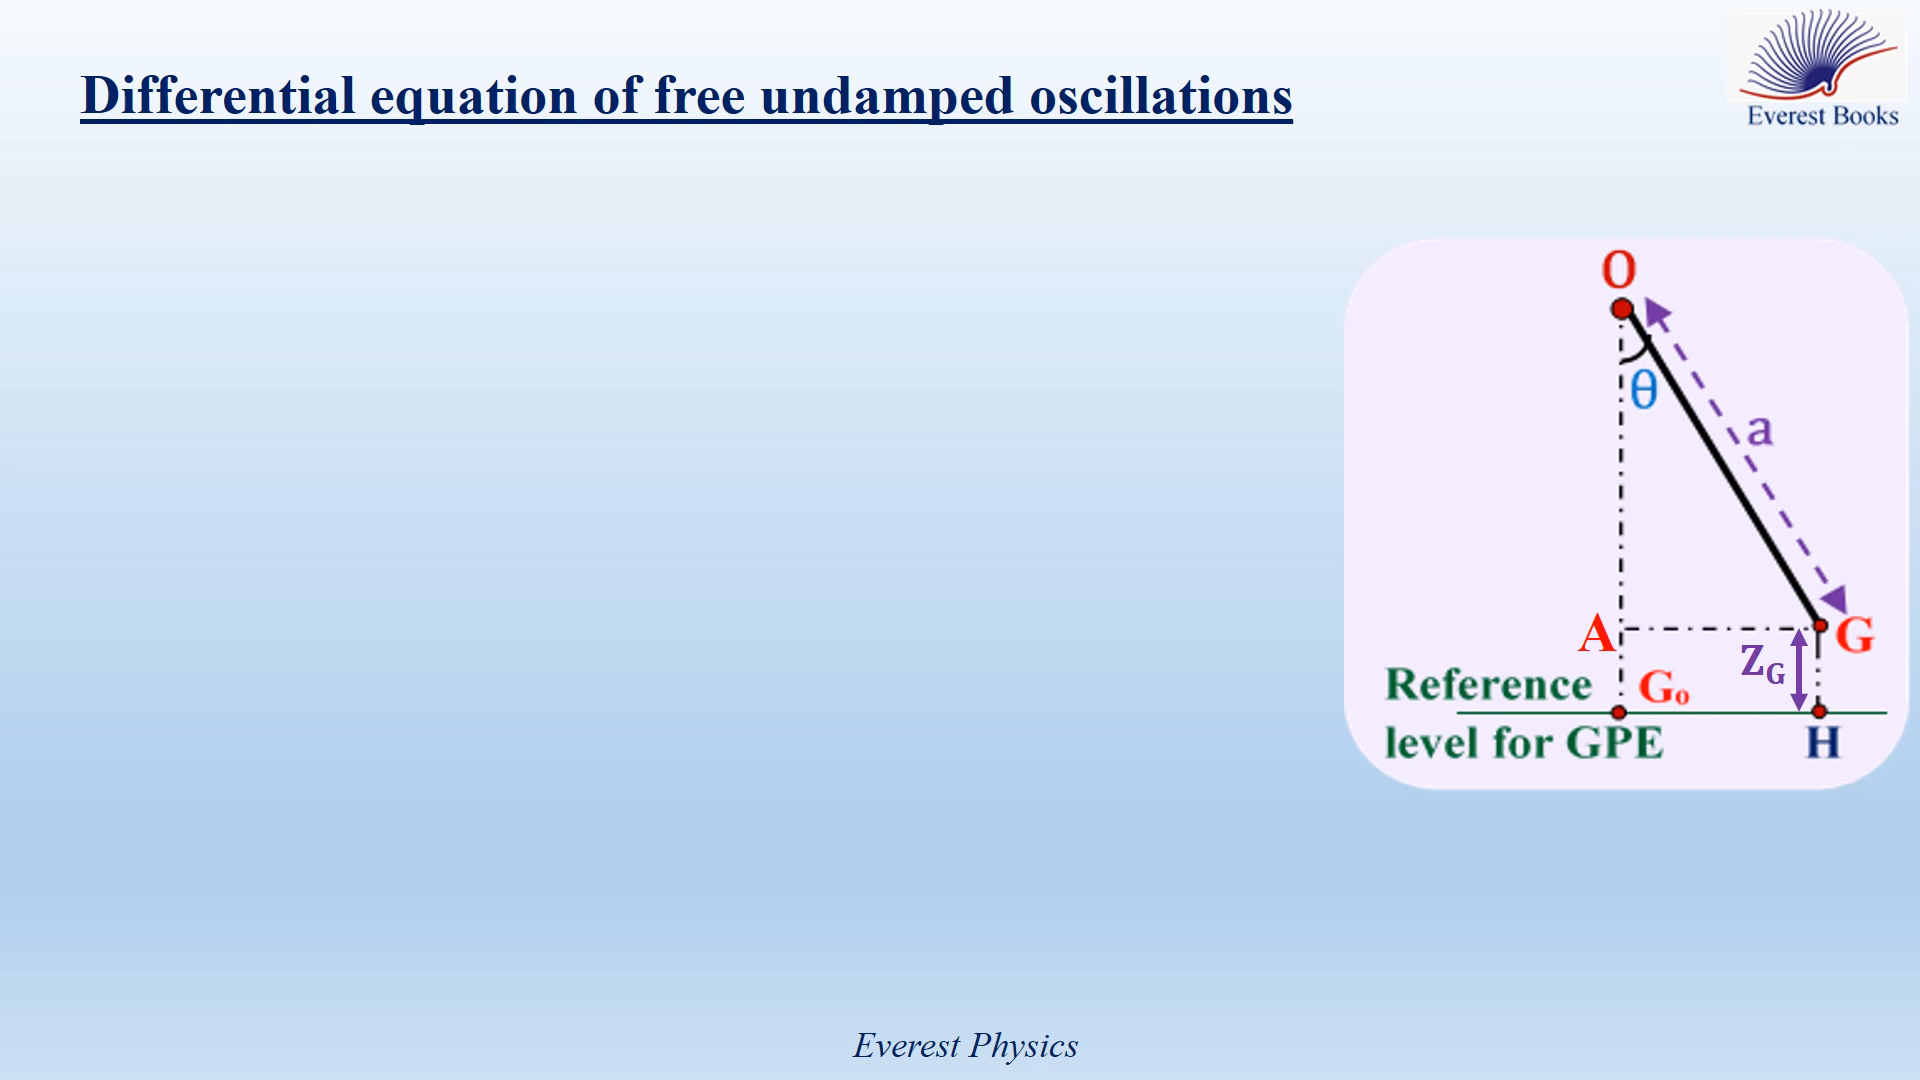 Differential equation of free undamped oscillations
Everest Books
O
θ
a
A
G
Z_G
Reference
G₀
level for GPE
H
Everest Physics